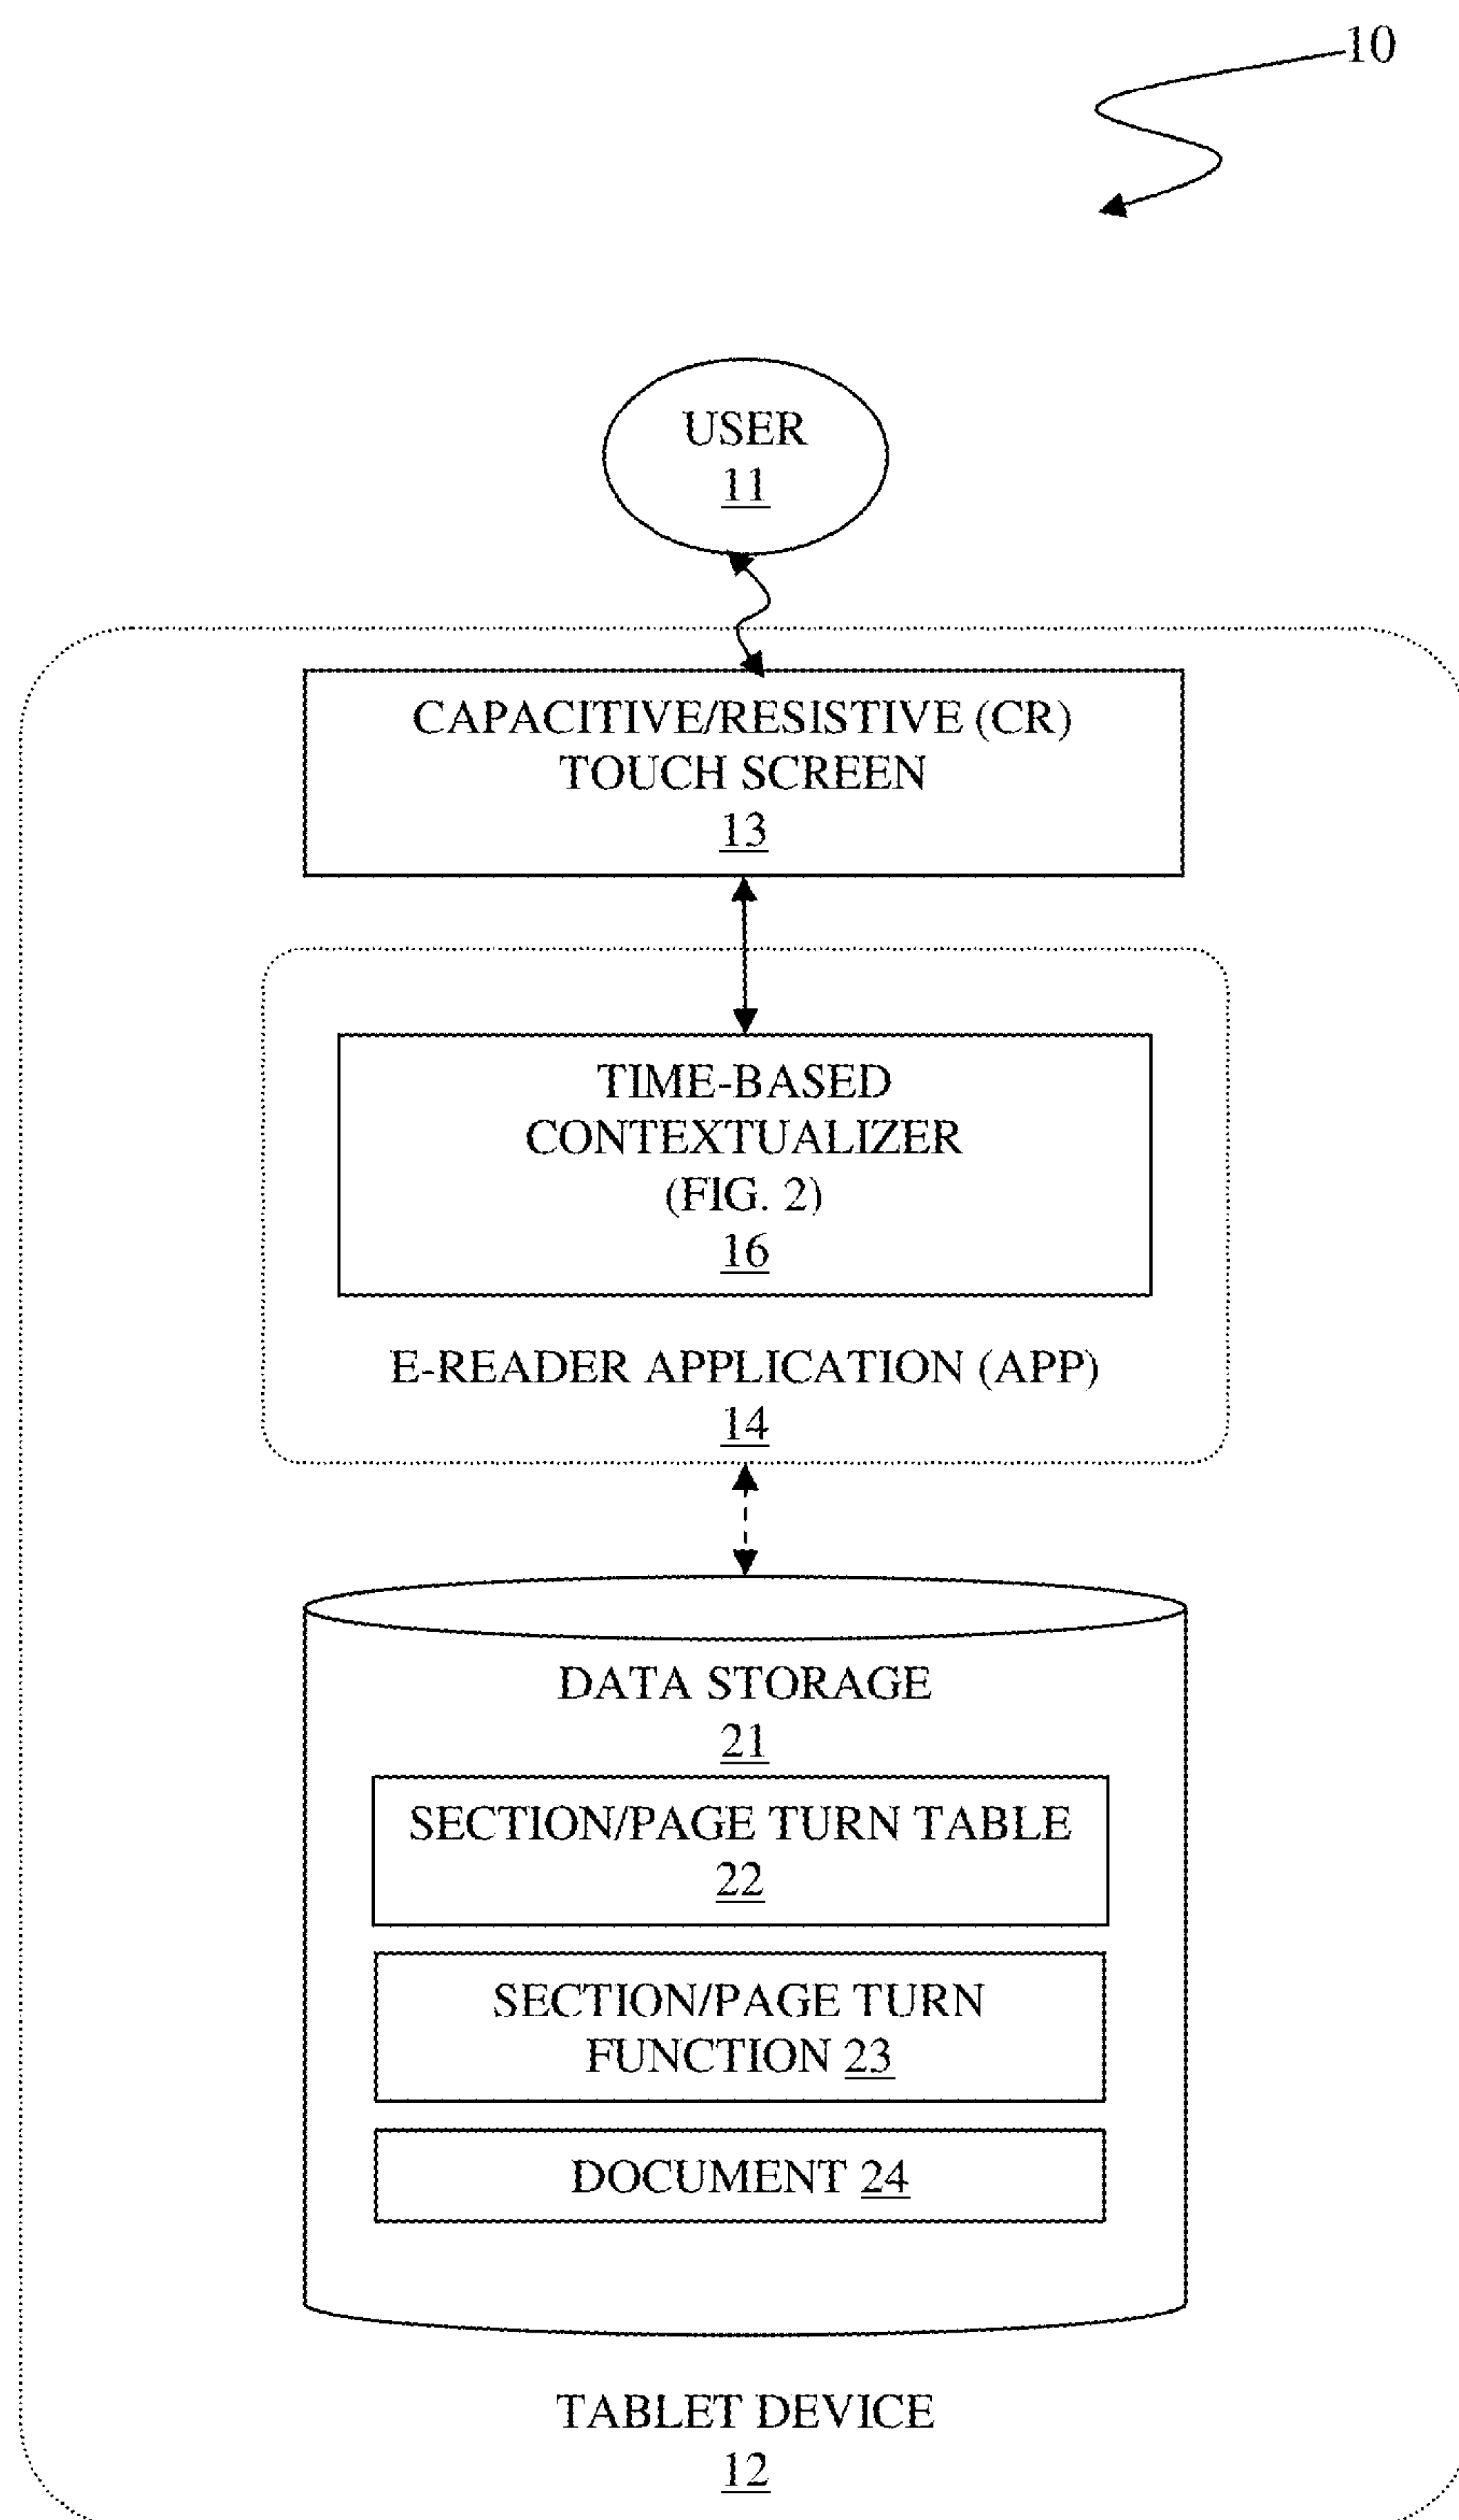 10
USER
11
CAPACITIVE/RESISTIVE (CR)
TOUCH SCREEN
13
TIME-BASED
CONTEXTUALIZER
(FIG. 2)
16
E-READER APPLICATION (APP)
14
DATA STORAGE
21
SECTION/PAGE TURN TABLE
22
SECTION/PAGE TURN
FUNCTION 23
DOCUMENT 24
TABLET DEVICE
12